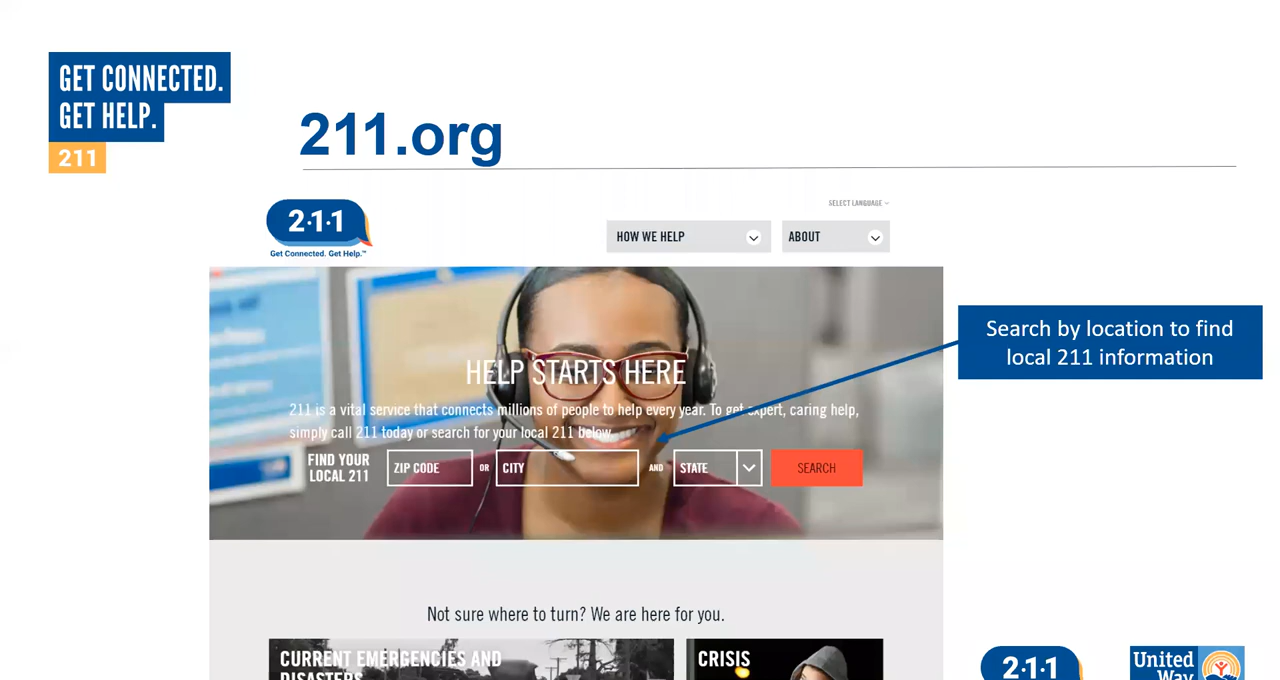 GET CONNECTED.
GET HELP.
211
211.org
2·1·1
Get Connected. Get Help.™
SELECT LANGUAGE
HOW WE HELP
ABOUT
HELP STARTS HERE
211 is a vital service that connects millions of people to help every year. To get expert, caring help,
simply call 211 today or search for your local 211 below.
FIND YOUR
LOCAL 211
ZIP CODE
OR
CITY
AND
STATE
SEARCH
Search by location to find
local 211 information
Not sure where to turn? We are here for you.
CURRENT EMERGENCIES AND
DISASTERS
CRISIS
2·1·1
United
Way